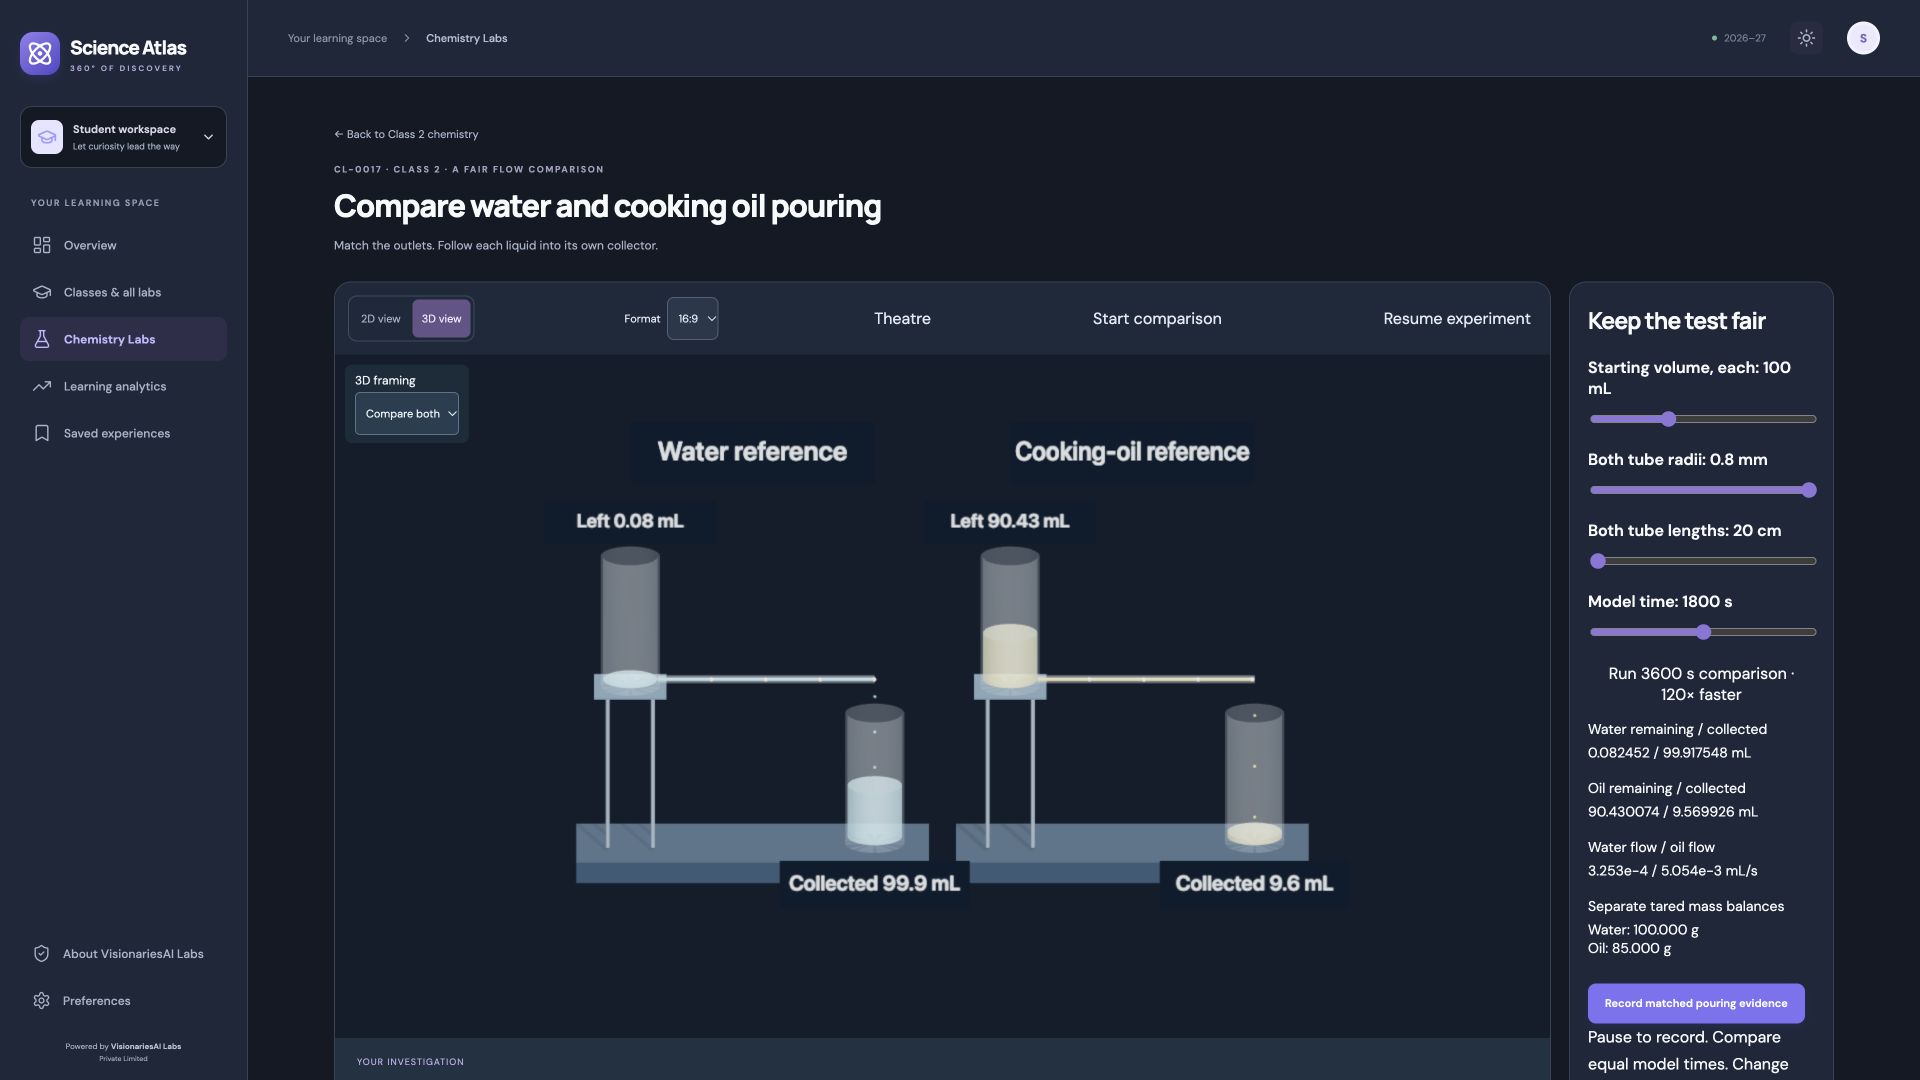 Science Atlas
360° OF DISCOVERY
Student workspace
Let curiosity lead the way
YOUR LEARNING SPACE
Overview
Classes & all labs
Chemistry Labs
Learning analytics
Saved experiences
About VisionariesAI Labs
Preferences
Powered by VisionariesAI Labs
Private Limited
Your learning space
Chemistry Labs
2026–27
S
← Back to Class 2 chemistry
CL-0017 · CLASS 2 · A FAIR FLOW COMPARISON
Compare water and cooking oil pouring
Match the outlets. Follow each liquid into its own collector.
2D view
3D view
Format
16:9
Theatre
Start comparison
Resume experiment
3D framing
Compare both
Water reference
Cooking-oil reference
Left 0.08 mL
Left 90.43 mL
Collected 99.9 mL
Collected 9.6 mL
YOUR INVESTIGATION
Keep the test fair
Starting volume, each: 100
mL
Both tube radii: 0.8 mm
Both tube lengths: 20 cm
Model time: 1800 s
Run 3600 s comparison ·
120× faster
Water remaining / collected
0.082452 / 99.917548 mL
Oil remaining / collected
90.430074 / 9.569926 mL
Water flow / oil flow
3.253e-4 / 5.054e-3 mL/s
Separate tared mass balances
Water: 100.000 g
Oil: 85.000 g
Record matched pouring evidence
Pause to record. Compare
equal model times. Change